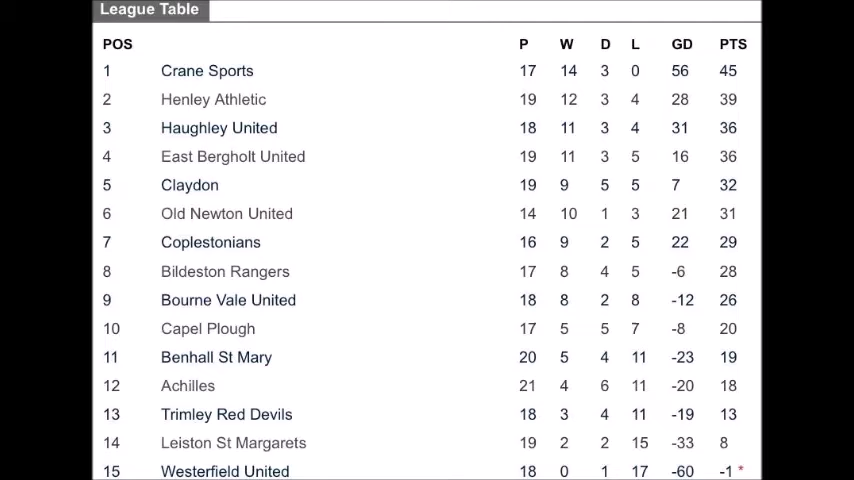 League Table
POS P W D L GD PTS
1 Crane Sports 17 14 3 0 56 45
2 Henley Athletic 19 12 3 4 28 39
3 Haughley United 18 11 3 4 31 36
4 East Bergholt United 19 11 3 5 16 36
5 Claydon 19 9 5 5 7 32
6 Old Newton United 14 10 1 3 21 31
7 Coplestonians 16 9 2 5 22 29
8 Bildeston Rangers 17 8 4 5 -6 28
9 Bourne Vale United 18 8 2 8 -12 26
10 Capel Plough 17 5 5 7 -8 20
11 Benhall St Mary 20 5 4 11 -23 19
12 Achilles 21 4 6 11 -20 18
13 Trimley Red Devils 18 3 4 11 -19 13
14 Leiston St Margarets 19 2 2 15 -33 8
15 Westerfield United 18 0 1 17 -60 -1 *